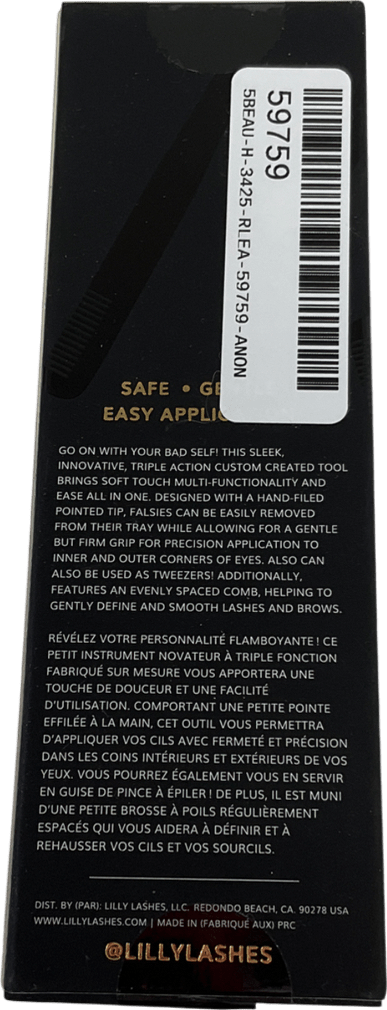 59759
5BEAU-H-3425-RLEA-59759-ANON
SAFE •
EASY
GO ON WITH YOUR BAD SELF! THIS SLEEK,
INNOVATIVE, TRIPLE ACTION CUSTOM CREATED TOOL
BRINGS SOFT TOUCH MULTI-FUNCTIONALITY AND
EASE ALL IN ONE. DESIGNED WITH A HAND-FILED
POINTED TIP, FALSIES CAN BE EASILY REMOVED
FROM THEIR TRAY WHILE ALLOWING FOR A GENTLE
BUT FIRM GRIP FOR PRECISION APPLICATION TO
INNER AND OUTER CORNERS OF EYES. ALSO CAN
ALSO BE USED AS TWEEZERS! ADDITIONALLY,
FEATURES AN EVENLY SPACED COMB, HELPING TO
GENTLY DEFINE AND SMOOTH LASHES AND BROWS.
RÉVÉLEZ VOTRE PERSONNALITÉ FLAMBOYANTE! CE
PETIT INSTRUMENT NOVATEUR À TRIPLE FONCTION
FABRIQUÉ SUR MESURE VOUS APPORTERA UNE
TOUCHE DE DOUCEUR ET UNE FACILITÉ
D'UTILISATION. COMPORTANT UNE PETITE POINTE
EFFILÉE À LA MAIN, CET OUTIL VOUS PERMETTRA
D'APPLIQUER VOS CILS AVEC FERMETÉ ET PRÉCISION
DANS LES COINS INTÉRIEURS ET EXTÉRIEURS DE VOS
YEUX. VOUS POURREZ ÉGALEMENT VOUS EN SERVIR
EN GUISE DE PINCE À ÉPILER! DE PLUS, IL EST MUNI
D'UNE PETITE BROSSE À POILS RÉGULIÈREMENT
ESPACÉS QUI VOUS AIDERA À DÉFINIR ET À
REHAUSSER VOS CILS ET VOS SOURCILS.
DIST. BY (PAR): LILLY LASHES, LLC. REDONDO BEACH, CA. 90278 USA
WWW.LILLYLASHES.COM | MADE IN (FABRIQUÉ AUX) PRC
@LILLYLASHES